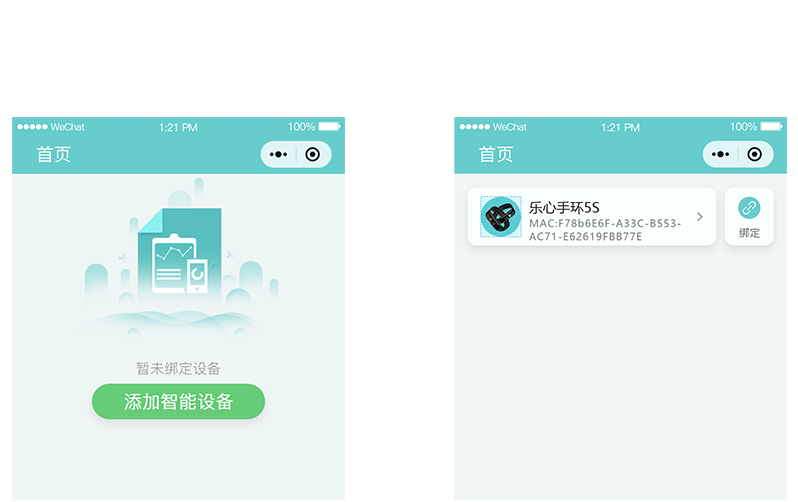 WeChat
1:21 PM
100%
首页
暂未绑定设备
添加智能设备
WeChat
1:21 PM
100%
首页
乐心手环5S
MAC:F78b6E6F-A33C-B553-
AC71-E62619FBB77E
绑定